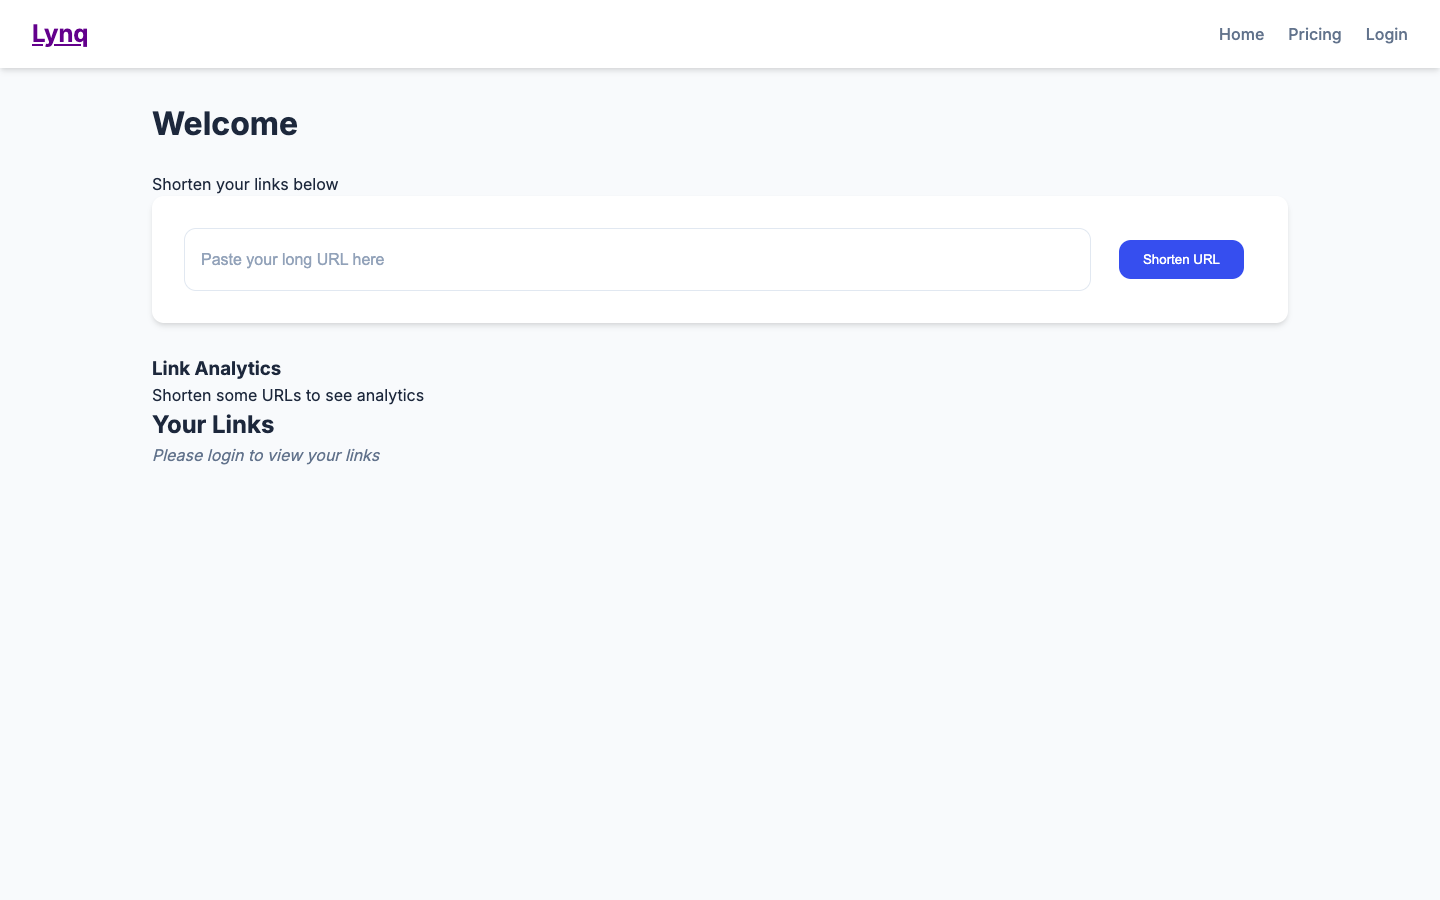 Lynq
Home Pricing Login
Welcome
Shorten your links below
Paste your long URL here
Shorten URL
Link Analytics
Shorten some URLs to see analytics
Your Links
Please login to view your links